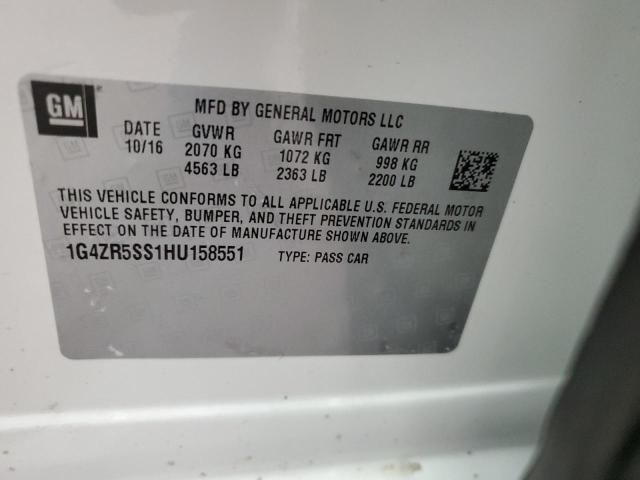 GM
MFD BY GENERAL MOTORS LLC
DATE GVWR GAWR FRT GAWR RR
10/16 2070 KG 1072 KG 998 KG
4563 LB 2363 LB 2200 LB
THIS VEHICLE CONFORMS TO ALL APPLICABLE U.S. FEDERAL MOTOR
VEHICLE SAFETY, BUMPER, AND THEFT PREVENTION STANDARDS IN
EFFECT ON THE DATE OF MANUFACTURE SHOWN ABOVE.
1G4ZR5SS1HU158551 TYPE: PASS CAR